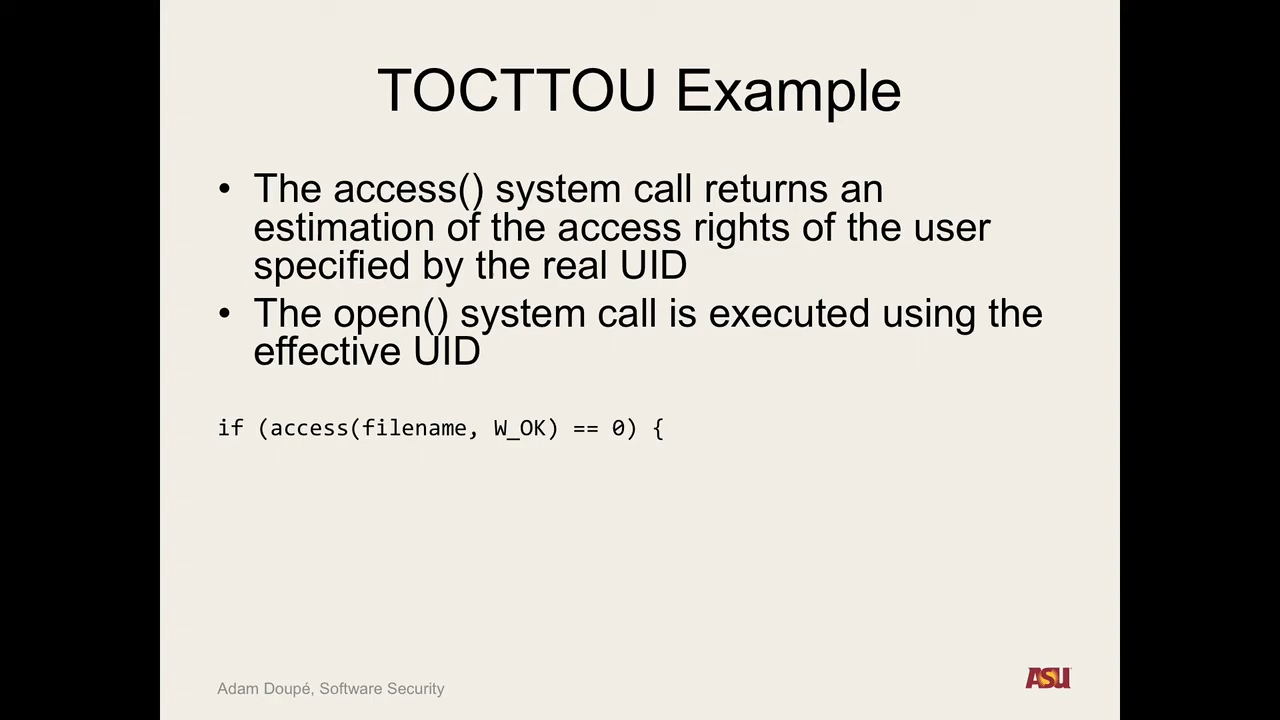 TOCTTOU Example
• The access() system call returns an
estimation of the access rights of the user
specified by the real UID
• The open() system call is executed using the
effective UID
if (access(filename, W_OK) == 0) {
Adam Doupé, Software Security
ASU